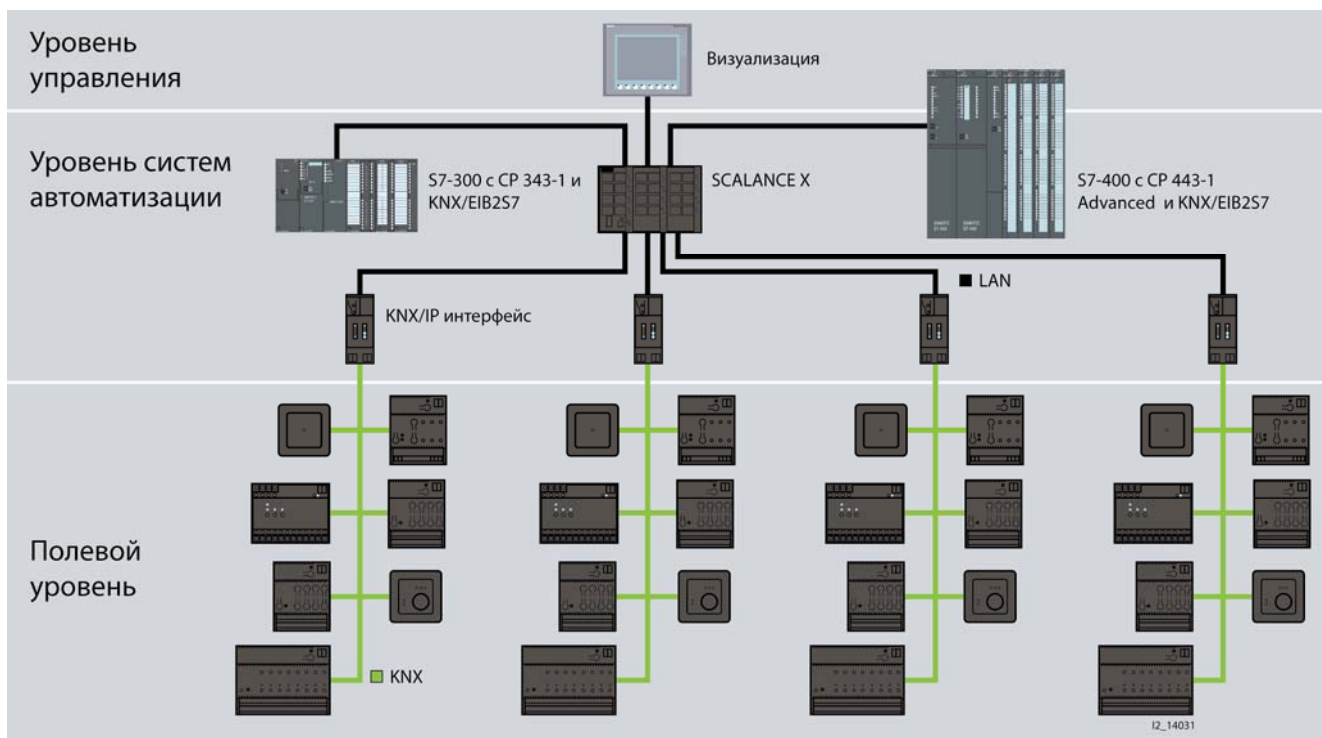 Уровень
управления
Визуализация
Уровень систем
автоматизации
S7-300 с CP 343-1 и
KNX/EIB2S7
SCALANCE X
S7-400 с CP 443-1
Advanced и KNX/EIB2S7
LAN
KNX/IP интерфейс
Полевой
уровень
KNX
I2_14031